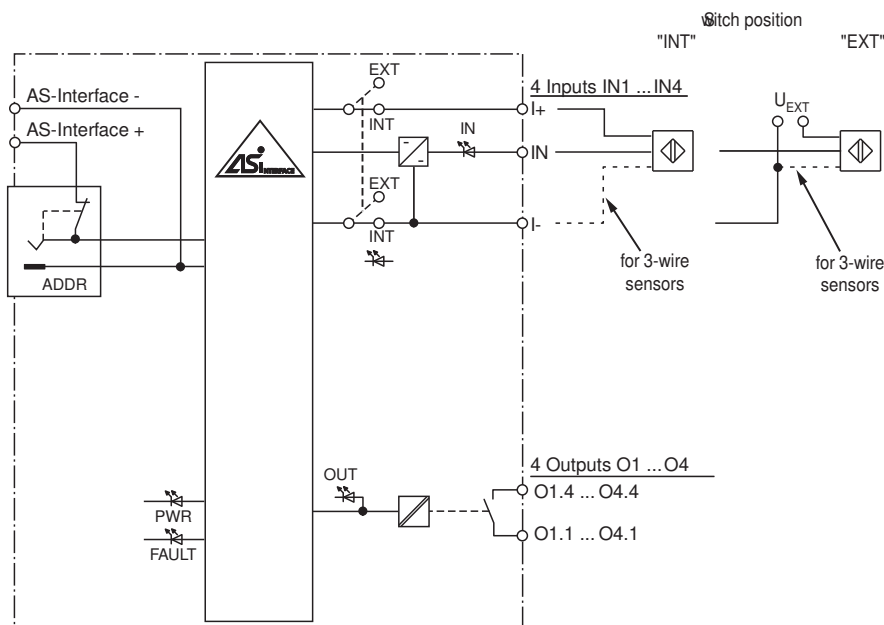 Switch position
"INT"
"EXT"
AS-Interface -
AS-Interface +
ADDR
ASi
INTERFACE
EXT
INT
IN
EXT
INT
4 Inputs IN1 ...IN4
I+
IN
I-
UEXT
for 3-wire
sensors
for 3-wire
sensors
PWR
FAULT
OUT
4 Outputs O1 ...O4
O1.4 ... O4.4
O1.1 ... O4.1